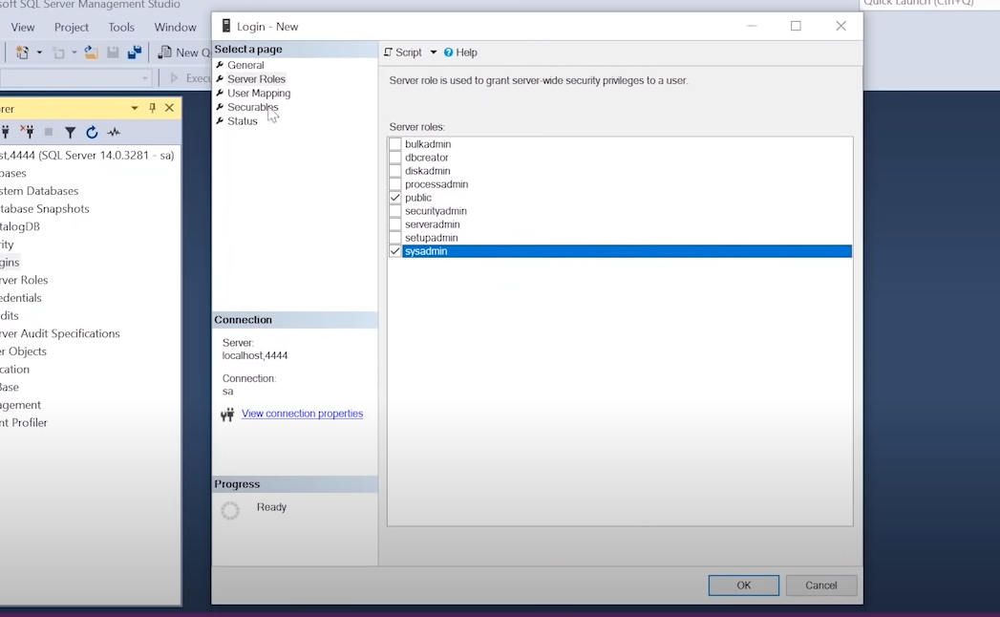 soft SQL Server Management Studio
Quick Launch (Ctrl+Q)
View Project Tools Window
New Q
Execu
rer
st,4444 (SQL Server 14.0.3281 - sa)
bases
stem Databases
tabase Snapshots
talogDB
rity
gins
rver Roles
edentials
dits
rver Audit Specifications
er Objects
cation
Base
agement
nt Profiler
Login - New
Select a page
General
Server Roles
User Mapping
Securables
Status
Connection
Server:
localhost,4444
Connection:
sa
View connection properties
Progress
Ready
Script Help
Server role is used to grant server-wide security privileges to a user.
Server roles:
bulkadmin
dbcreator
diskadmin
processadmin
public
securityadmin
serveradmin
setupadmin
sysadmin
OK Cancel